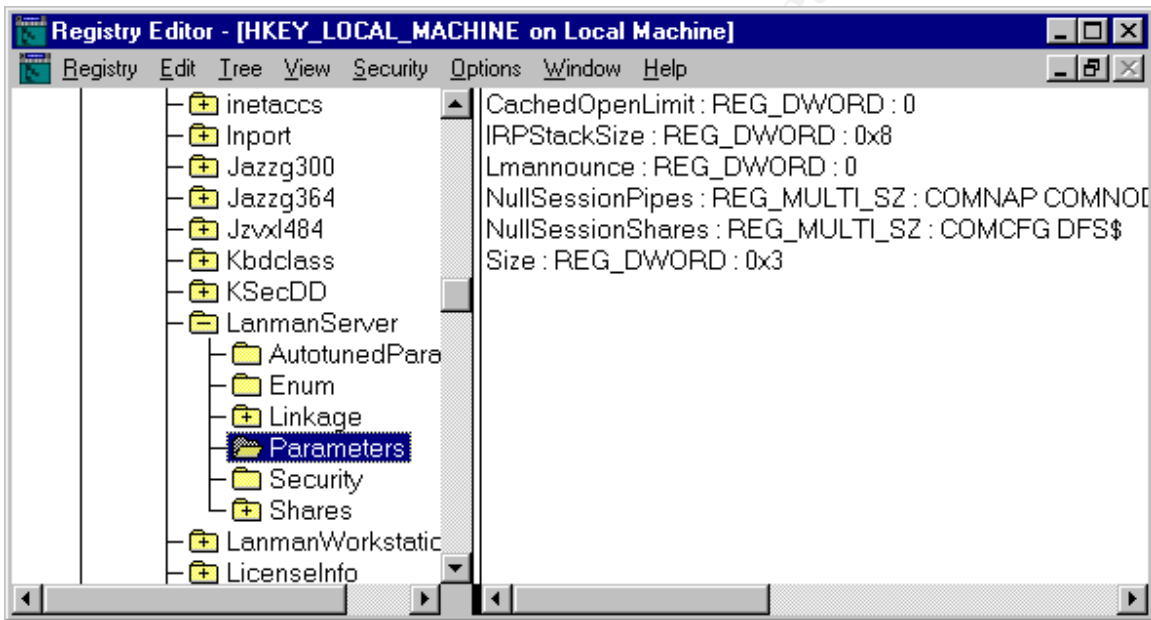 Registry Editor - [HKEY_LOCAL_MACHINE on Local Machine]
Registry Edit Tree View Security Options Window Help
inetaccs
Inport
Jazzg300
Jazzg364
Jzvxl484
Kbdclass
KSecDD
LanmanServer
AutotunedPara
Enum
Linkage
Parameters
Security
Shares
LanmanWorkstatic
LicenseInfo
CachedOpenLimit : REG_DWORD : 0
IRPStackSize : REG_DWORD : 0x8
Lmannounce : REG_DWORD : 0
NullSessionPipes : REG_MULTI_SZ : COMNAP COMNOD
NullSessionShares : REG_MULTI_SZ : COMCFG DFS$
Size : REG_DWORD : 0x3